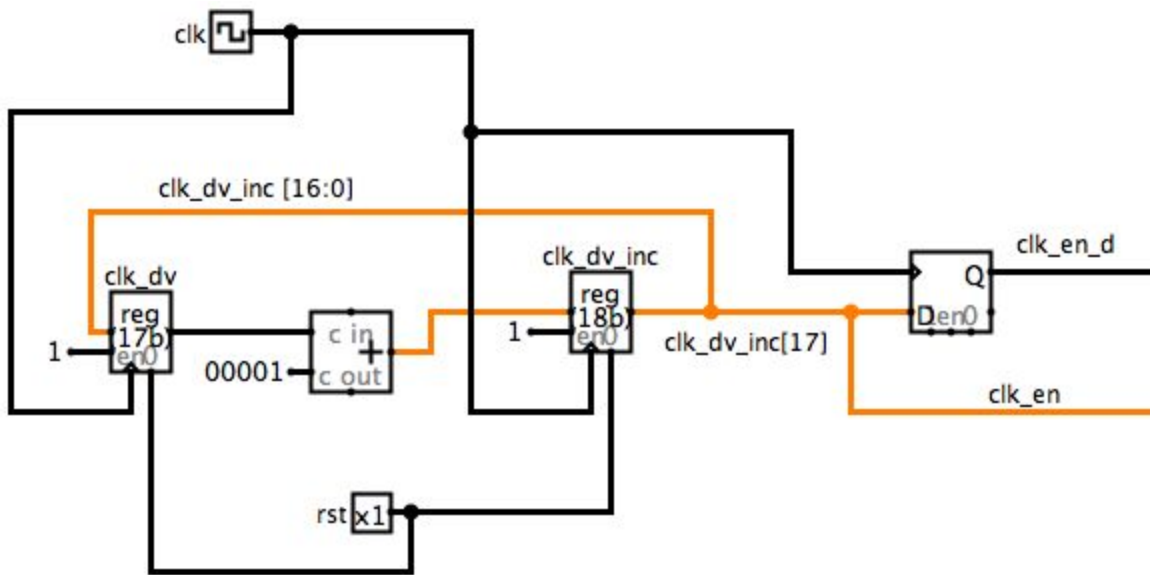 clk
clk_dv_inc [16:0]
clk_en_d
clk_dv_inc
clk_dv
reg
(17b)
en0
1
c in
+
c out
00001
reg
(18b)
en0
1
clk_dv_inc[17]
Q
D
en0
clk_en
rst
x1